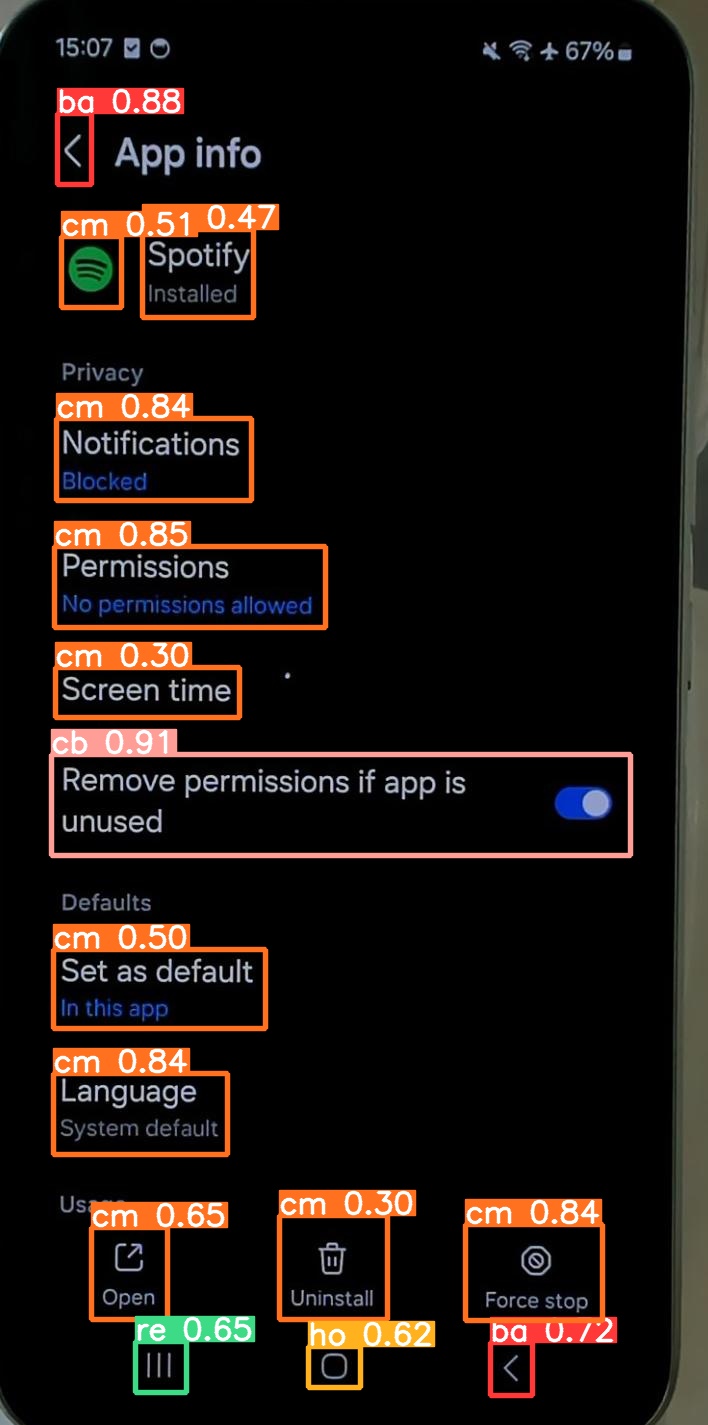 15:07 67%
ba 0.88
App info
cm 0.51 0.47
Spotify
Installed
Privacy
cm 0.84
Notifications
Blocked
cm 0.85
Permissions
No permissions allowed
cm 0.30
Screen time
cb 0.91
Remove permissions if app is
unused
Defaults
cm 0.50
Set as default
In this app
cm 0.84
Language
System default
cm 0.65 cm 0.30 cm 0.84
Open Uninstall Force stop
re 0.65 ho 0.62 ba 0.72